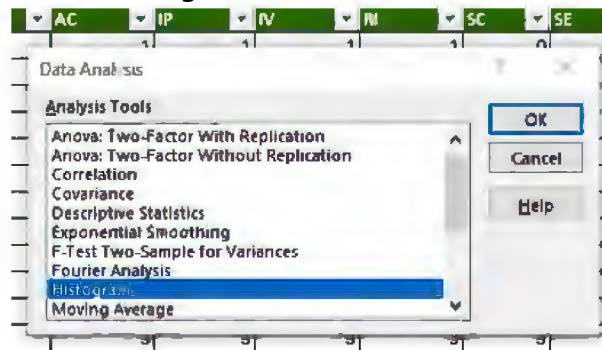 AC IP IV RI SC SE
1 1 1 1 0
Data Analysis ?
Analysis Tools
OK
Anova: Two-Factor With Replication
Anova: Two-Factor Without Replication
Cancel
Correlation
Covariance
Help
Descriptive Statistics
Exponential Smoothing
F-Test Two-Sample for Variances
Fourier Analysis
Histogram
Moving Average